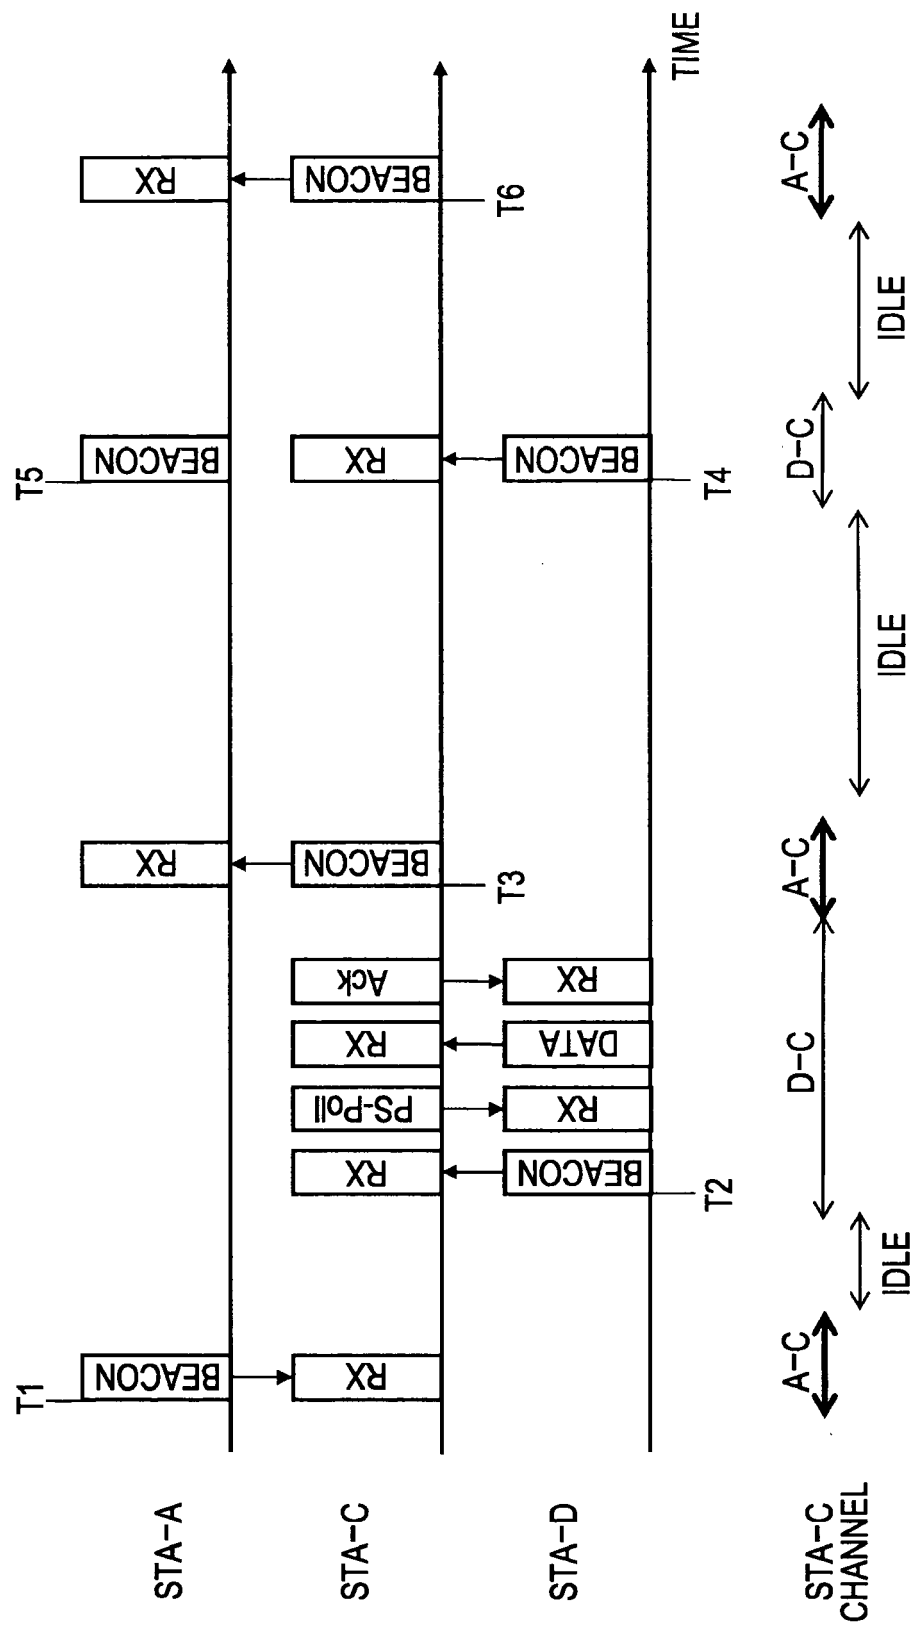 STA-A
T1
BEACON
RX
T5
BEACON
RX
STA-C
RX
RX
PS-Poll
RX
Ack
BEACON
T3
RX
BEACON
T6
STA-D
BEACON
T2
RX
DATA
RX
BEACON
T4
TIME
STA-C
CHANNEL
A-C
IDLE
D-C
A-C
IDLE
D-C
IDLE
A-C